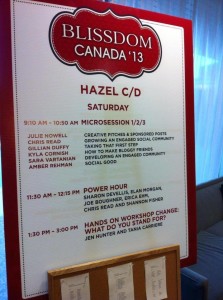 BLISSDOM
CANADA '13
HAZEL C/D
SATURDAY
9:10 AM - 10:50 AM MICROSESSION 1/2/3
JULIE NOWELL CREATIVE PITCHES & SPONSORED POSTS
CHRIS READ GROWING AN ENGAGED SOCIAL COMMUNITY
GILLIAN DUFFY TAKING THAT FIRST STEP
KYLA CORNISH HOW TO MAKE BLOGGY FRIENDS
SARA VARTANIAN DEVELOPING AN ENGAGED COMMUNITY
AMBER REHMAN SOCIAL GOOD
11:30 AM - 12:15 PM POWER HOUR
SHARON DEVELLIS, ELAN MORGAN,
JOE BOUGHNER, ERICA EHM,
CHRIS READ AND SHANNON FISHER
1:30 PM - 3:00 PM HANDS ON WORKSHOP CHANGE:
WHAT DO YOU STAND FOR?
JEN HUNTER AND TANIA CARRIERE